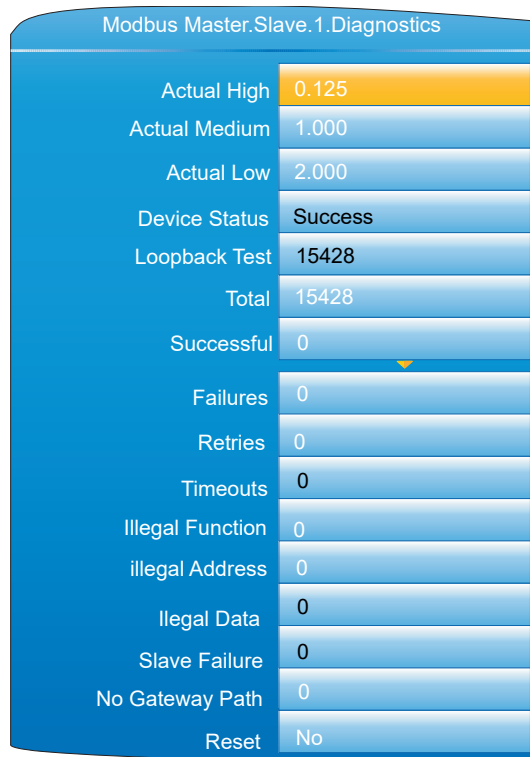 Modbus Master.Slave.1.Diagnostics
Actual High 0.125
Actual Medium 1.000
Actual Low 2.000
Device Status Success
Loopback Test 15428
Total 15428
Successful 0
Failures 0
Retries 0
Timeouts 0
Illegal Function 0
illegal Address 0
Ilegal Data 0
Slave Failure 0
No Gateway Path 0
Reset No